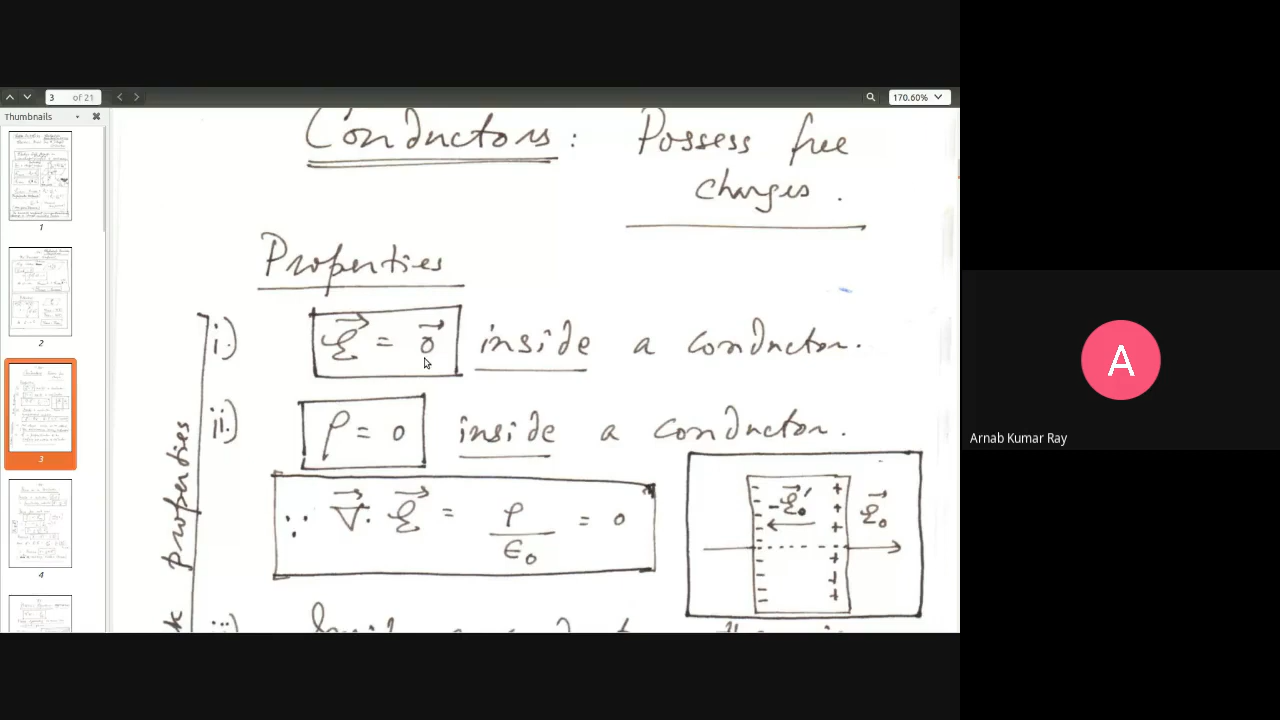 3 of 21
170.60%
Thumbnails
1
2
3
4
Conductors : Possess free
charges.
Properties
i.) ℰ⃗ = 0⃗ inside a conductor.
ii.) ρ = 0 inside a conductor.
∵ ∇⃗ · ℰ⃗ = ρ/ϵ₀ = 0
- ℰ⃗₀′ + ℰ⃗₀
properties
iii.)
A
Arnab Kumar Ray